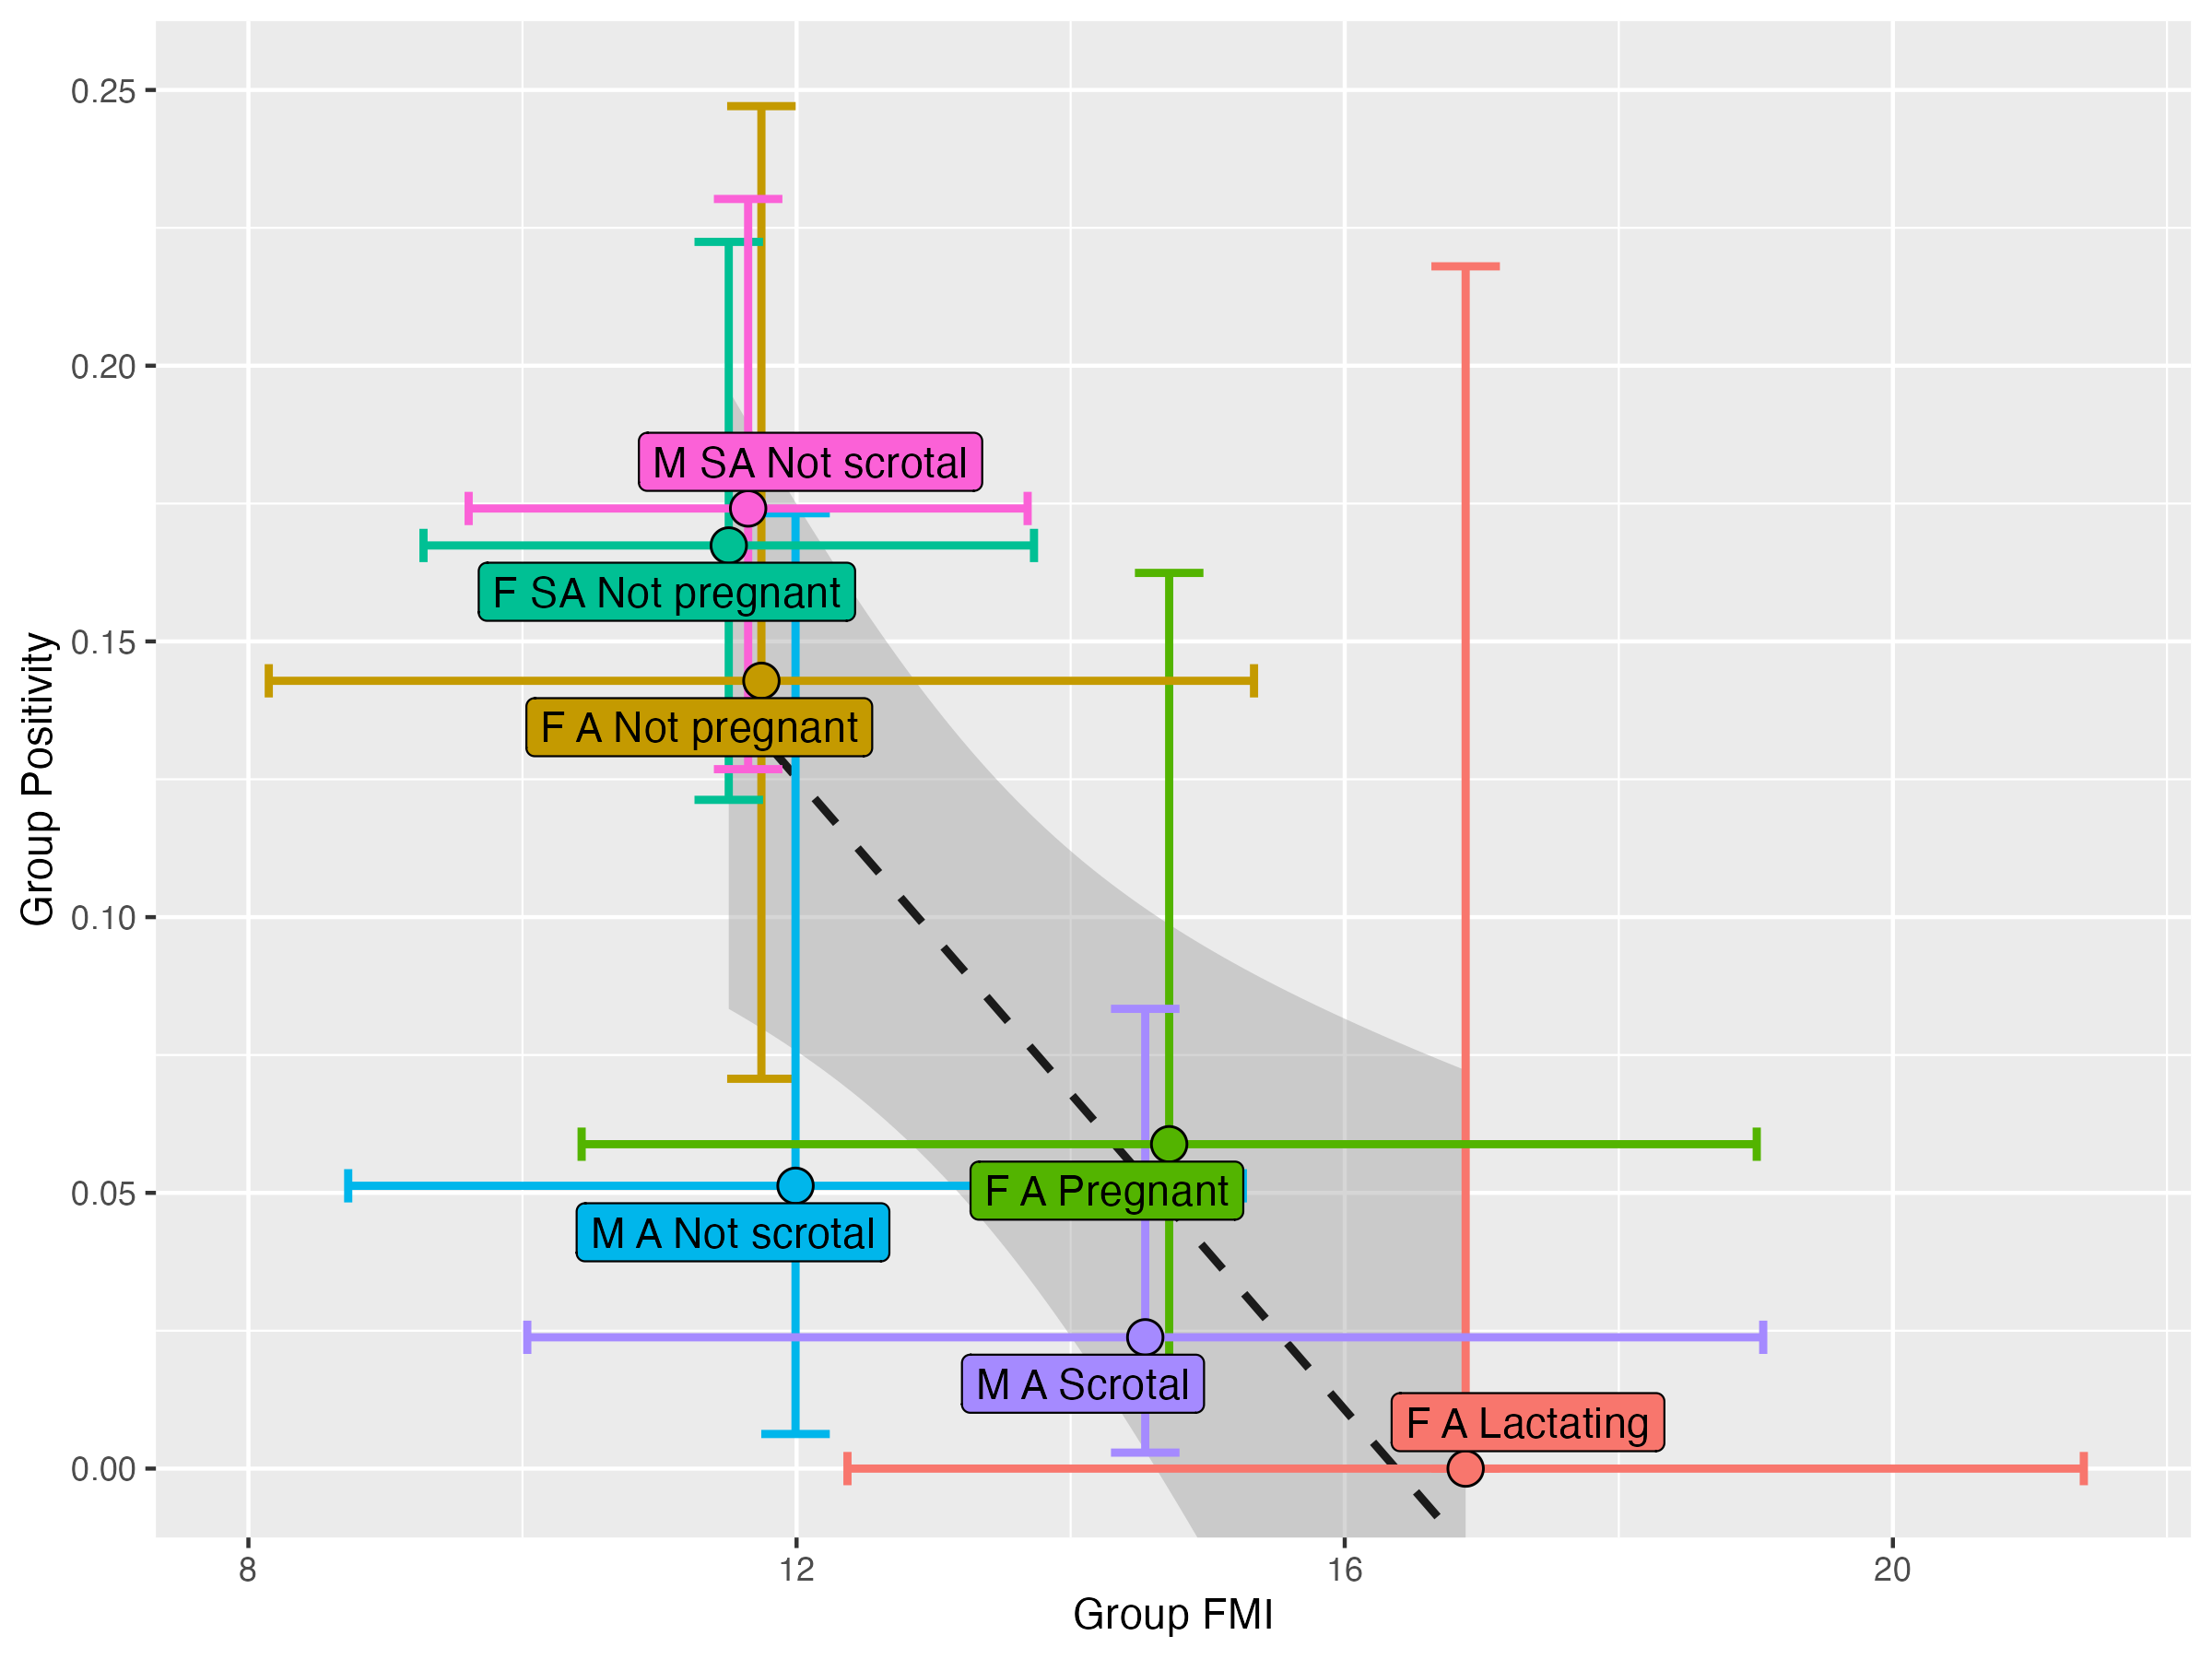 0.25
0.20
0.15
0.10
0.05
0.00
Group Positivity
M SA Not scrotal
F SA Not pregnant
F A Not pregnant
F A Pregnant
M A Not scrotal
M A Scrotal
F A Lactating
8
12
16
20
Group FMI